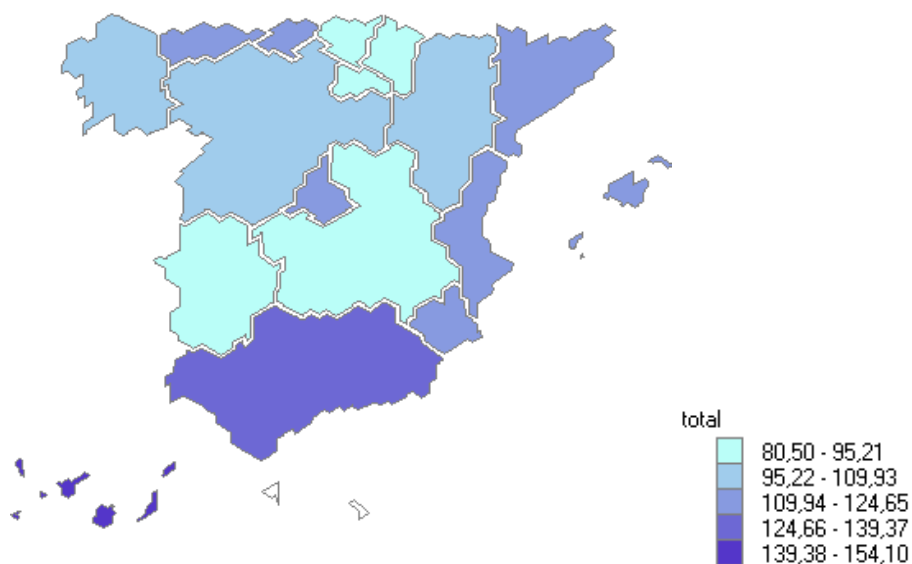 total
80,50 - 95,21
95,22 - 109,93
109,94 - 124,65
124,66 - 139,37
139,38 - 154,10